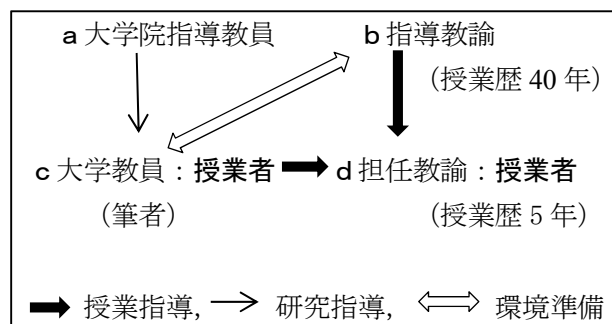 a 大学院指導教員 b 指導教諭
(授業歴 40 年)
c 大学教員：授業者 d 担任教諭：授業者
(筆者) (授業歴 5 年)
授業指導, 研究指導, 環境準備